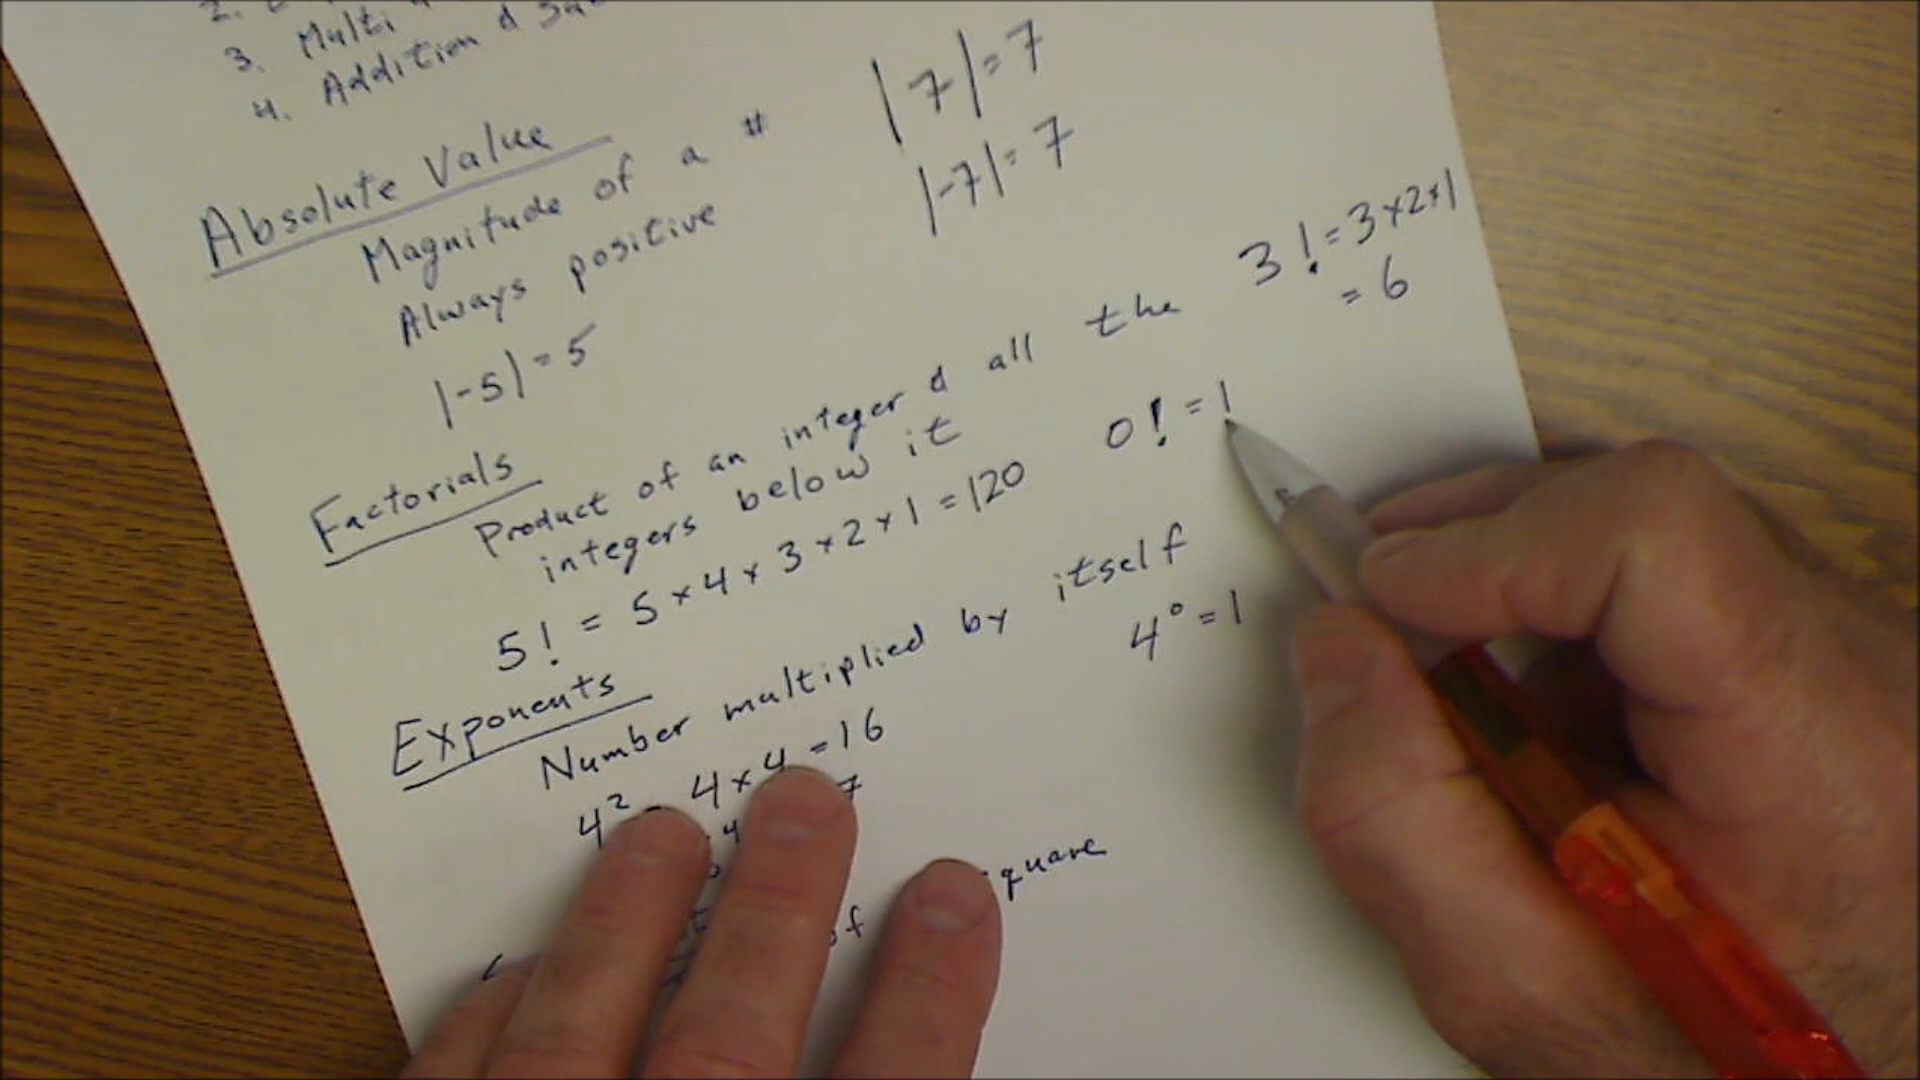 2.
3. Multi
4. Addition &
Absolute Value
Magnitude of a #
Always positive
|-5| = 5
|7| = 7
|-7| = 7
Factorials
Product of an integer & all the
integers below it
5! = 5 x 4 x 3 x 2 x 1 = 120
3! = 3 x 2 x 1
= 6
0! = 1
Exponents
Number multiplied by itself
4² 4 x 4 = 16
4⁰ = 1
of